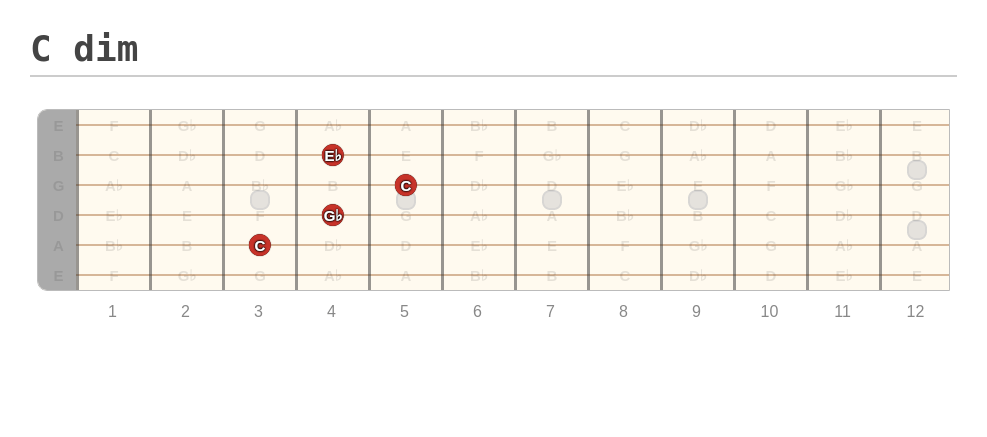 C dim
E F G♭ G A♭ A B♭ B C D♭ D E♭ E
B C D♭ D E♭ E F G♭ G A♭ A B♭ B
G A♭ A B♭ B C D♭ D E♭ E F G♭ G
D E♭ E F G♭ G A♭ A B♭ B C D♭ D
A B♭ B C D♭ D E♭ E F G♭ G A♭ A
E F G♭ G A♭ A B♭ B C D♭ D E♭ E
1 2 3 4 5 6 7 8 9 10 11 12